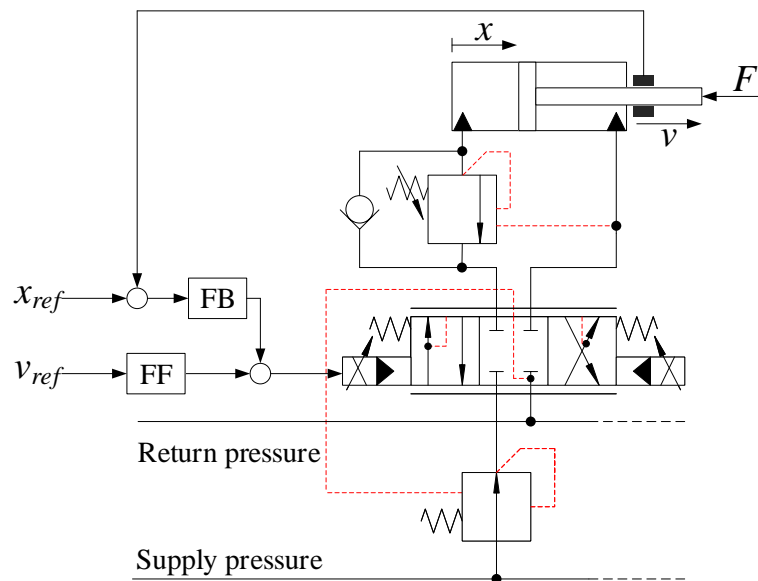 x
F
v
x_ref
FB
v_ref
FF
Return pressure
Supply pressure